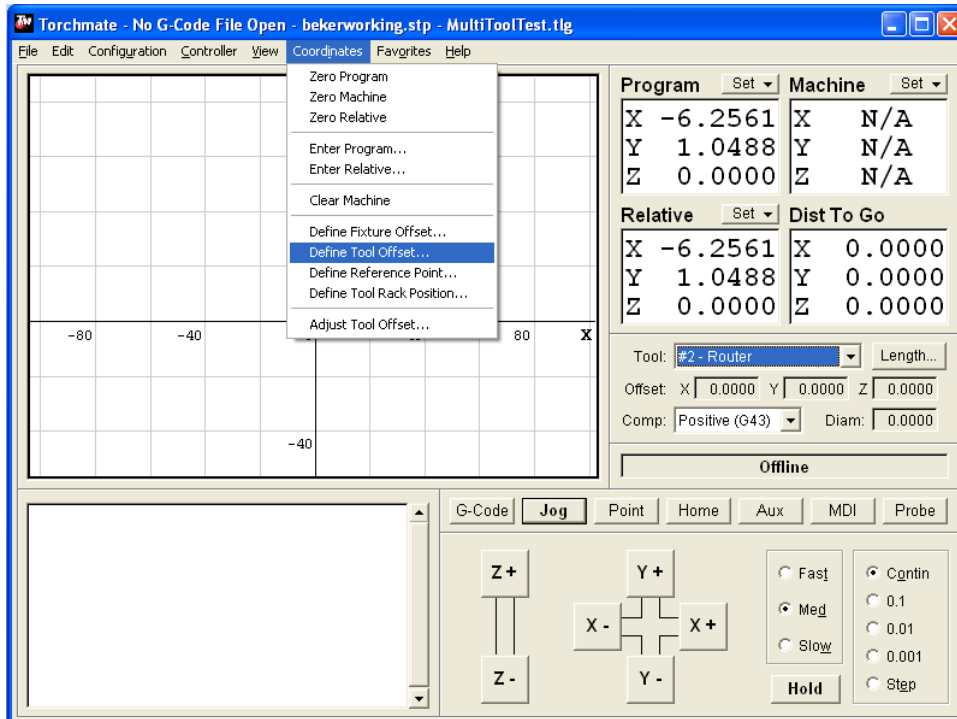 Torchmate - No G-Code File Open - bekerworking.stp - MultiToolTest.tlg
File Edit Configuration Controller View Coordinates Favorites Help
Zero Program
Zero Machine
Zero Relative
Enter Program...
Enter Relative...
Clear Machine
Define Fixture Offset...
Define Tool Offset...
Define Reference Point...
Define Tool Rack Position...
Adjust Tool Offset...
-80 -40 80 X
-40
Program Set Machine Set
X -6.2561 X N/A
Y 1.0488 Y N/A
Z 0.0000 Z N/A
Relative Set Dist To Go
X -6.2561 X 0.0000
Y 1.0488 Y 0.0000
Z 0.0000 Z 0.0000
Tool: #2 - Router Length...
Offset: X 0.0000 Y 0.0000 Z 0.0000
Comp: Positive (G43) Diam: 0.0000
Offline
G-Code Jog Point Home Aux MDI Probe
Z + Y + Fast Contin
0.1
X - X + Med 0.01
Slow 0.001
Z - Y - Hold Step